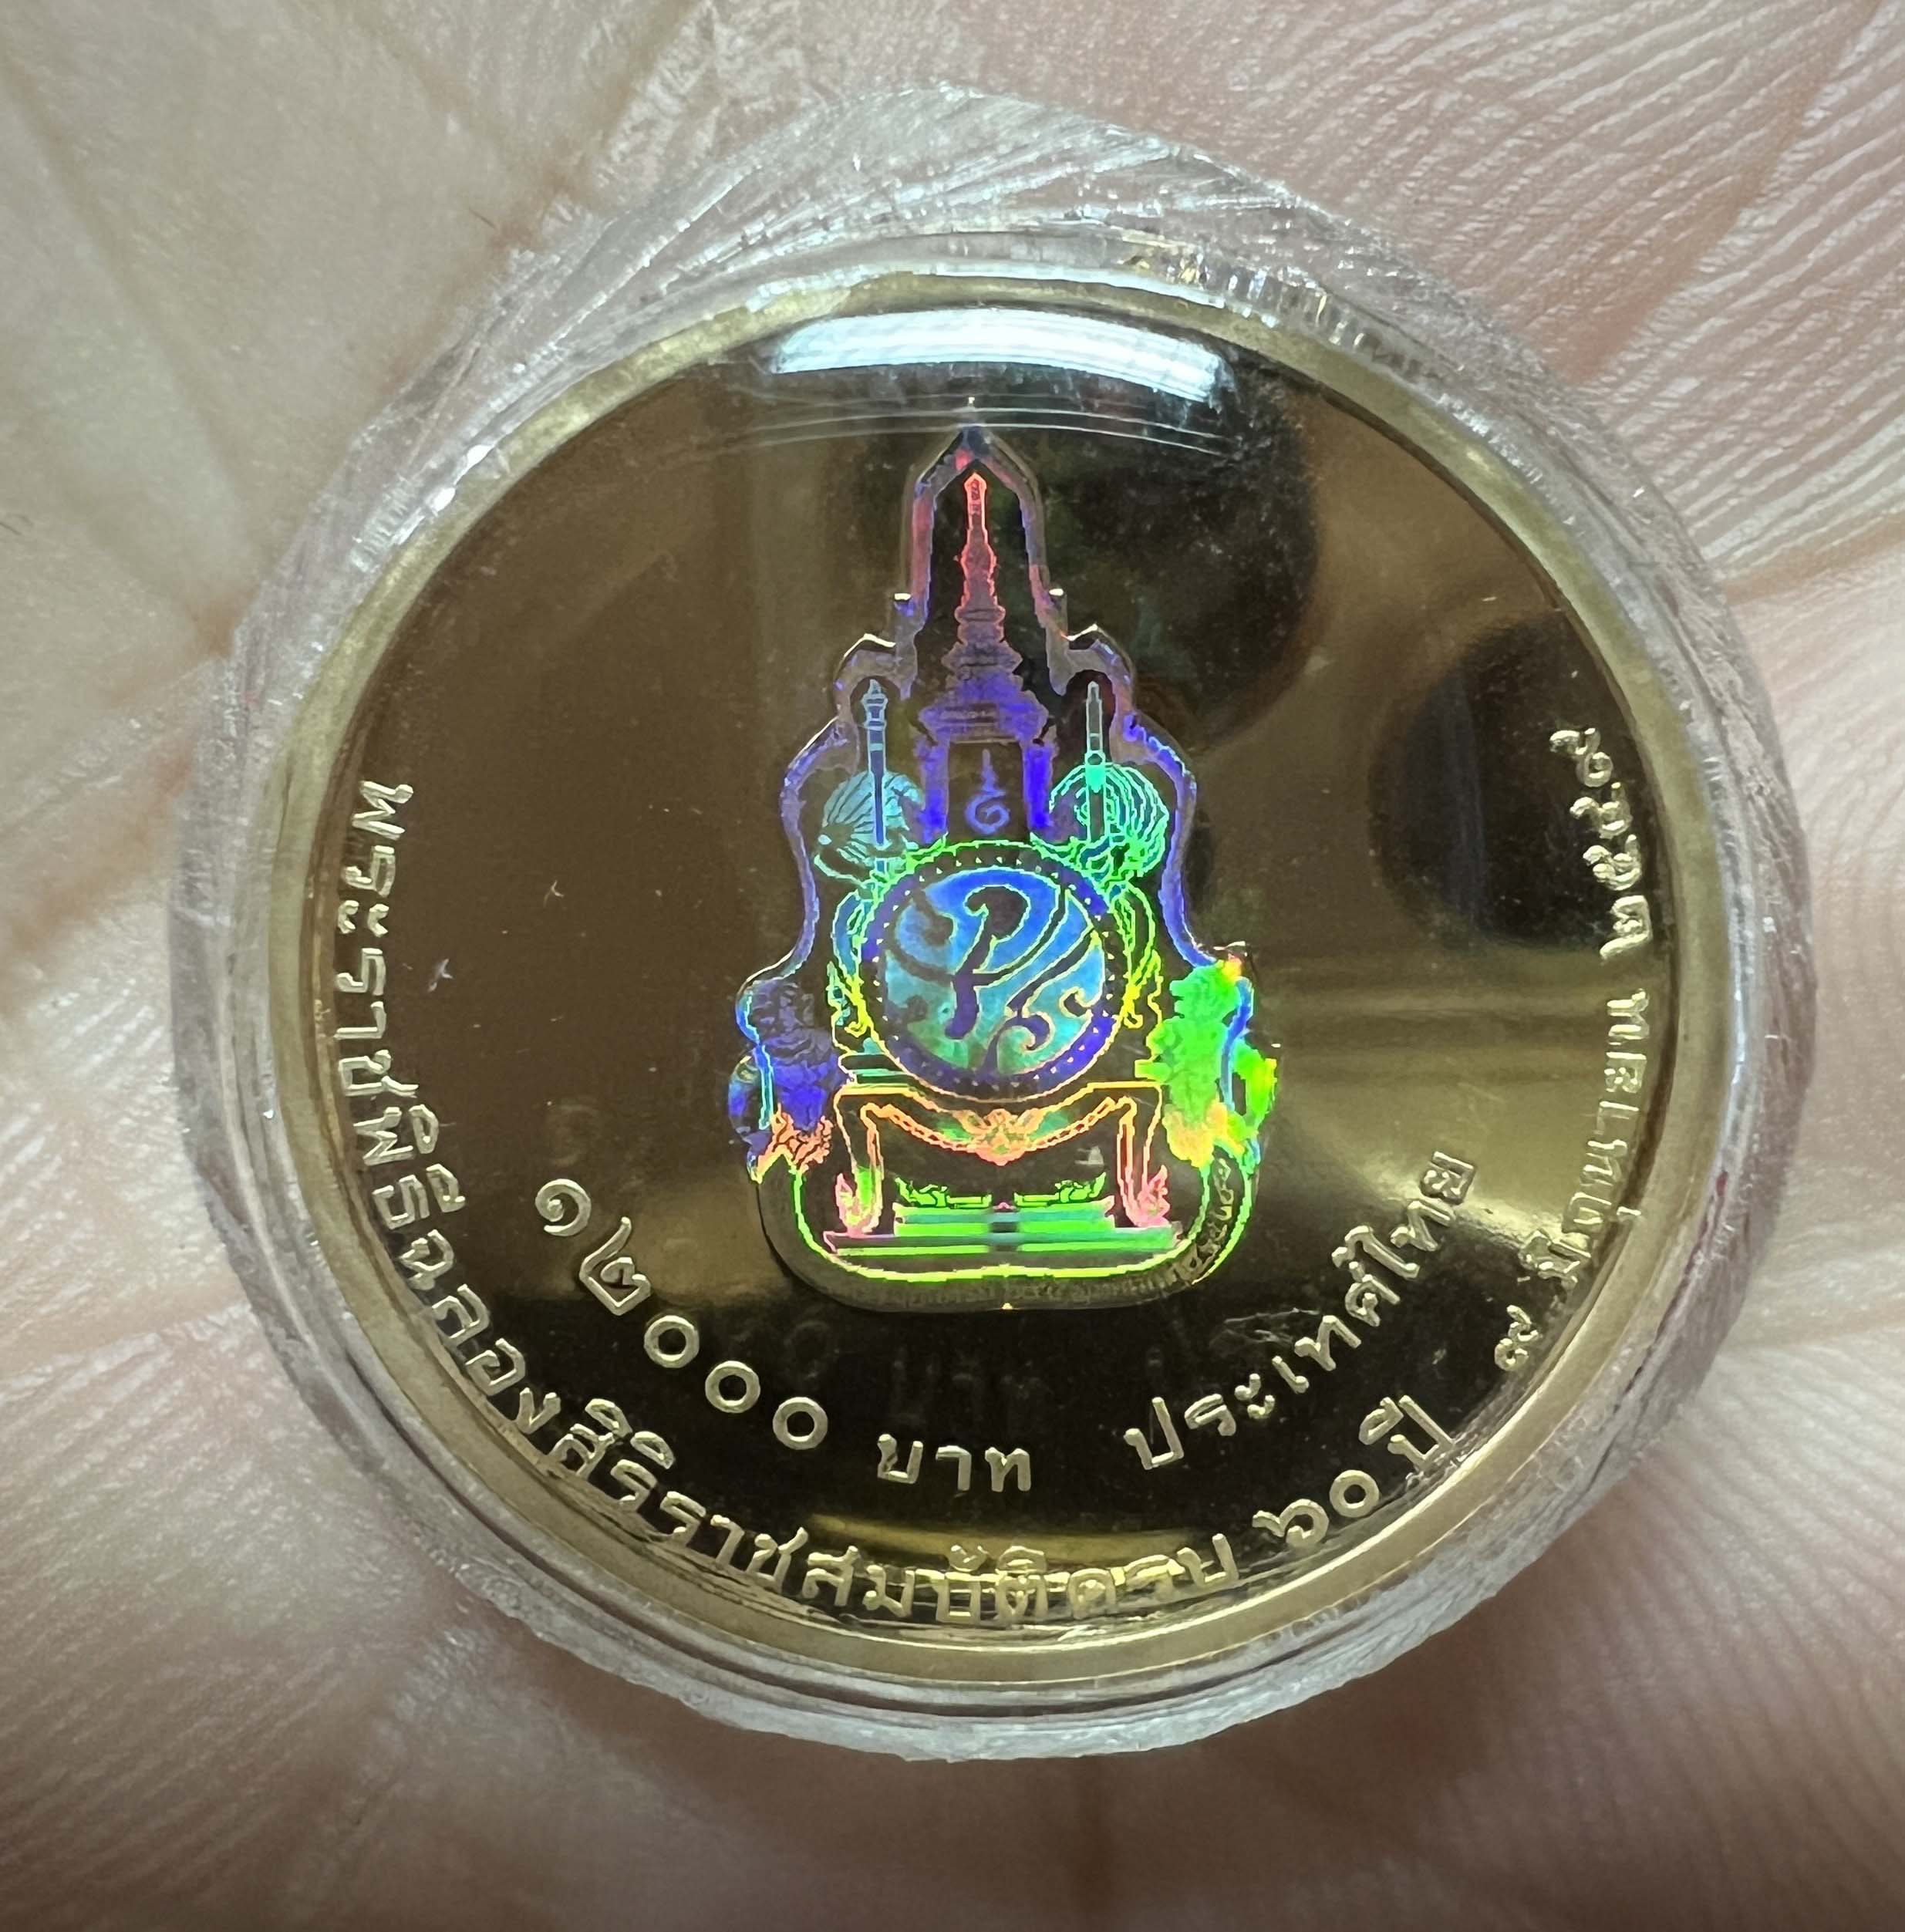 พระราชพิธีฉลองสิริราชสมบัติครบ ๖๐ ปี
๙ มิถุนายน ๒๕๔๙
๑๒๐๐๐ บาท
ประเทศไทย
๑